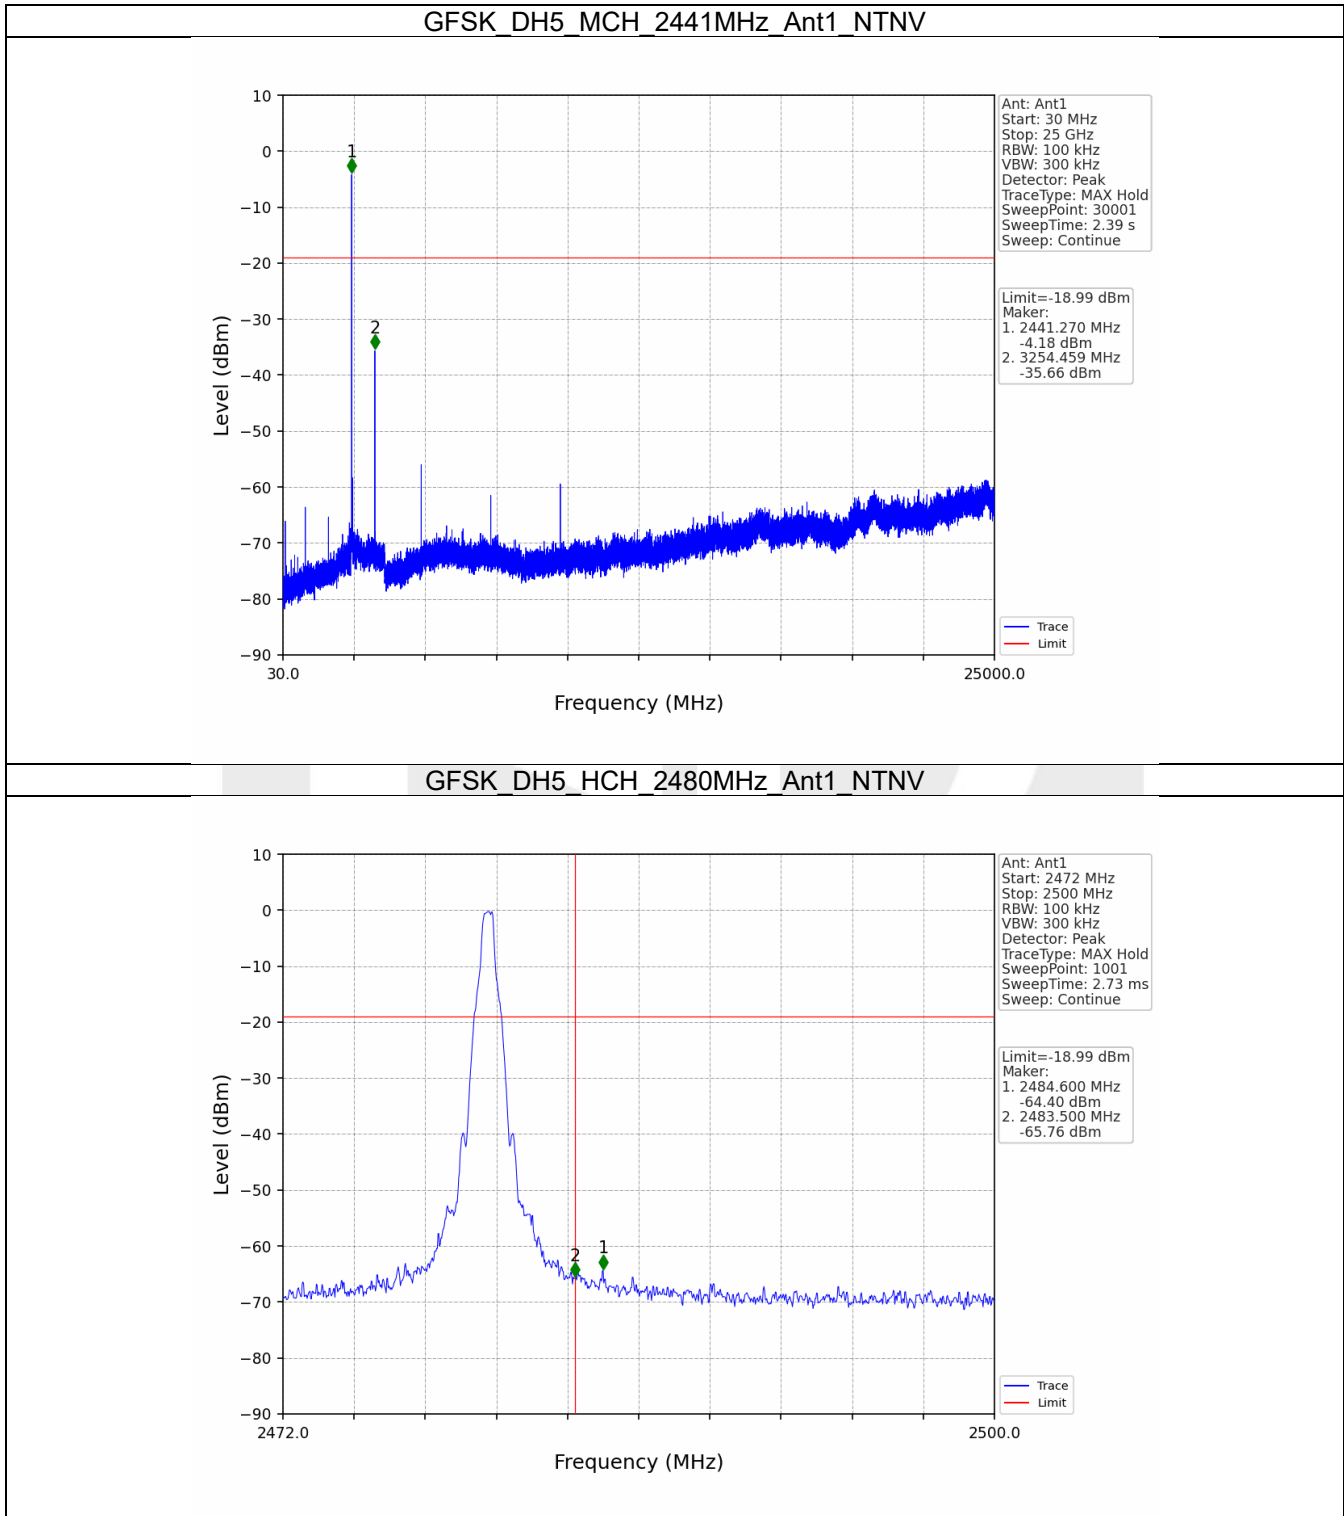 GFSK_DH5_MCH_2441MHz_Ant1_NTNV
10
0
−10
−20
−30
−40
−50
−60
−70
−80
−90
Level (dBm)
1
2
30.0
25000.0
Frequency (MHz)
Ant: Ant1
Start: 30 MHz
Stop: 25 GHz
RBW: 100 kHz
VBW: 300 kHz
Detector: Peak
TraceType: MAX Hold
SweepPoint: 30001
SweepTime: 2.39 s
Sweep: Continue
Limit=-18.99 dBm
Maker:
1. 2441.270 MHz
-4.18 dBm
2. 3254.459 MHz
-35.66 dBm
Trace
Limit
GFSK_DH5_HCH_2480MHz_Ant1_NTNV
10
0
−10
−20
−30
−40
−50
−60
−70
−80
−90
Level (dBm)
2
1
2472.0
2500.0
Frequency (MHz)
Ant: Ant1
Start: 2472 MHz
Stop: 2500 MHz
RBW: 100 kHz
VBW: 300 kHz
Detector: Peak
TraceType: MAX Hold
SweepPoint: 1001
SweepTime: 2.73 ms
Sweep: Continue
Limit=-18.99 dBm
Maker:
1. 2484.600 MHz
-64.40 dBm
2. 2483.500 MHz
-65.76 dBm
Trace
Limit